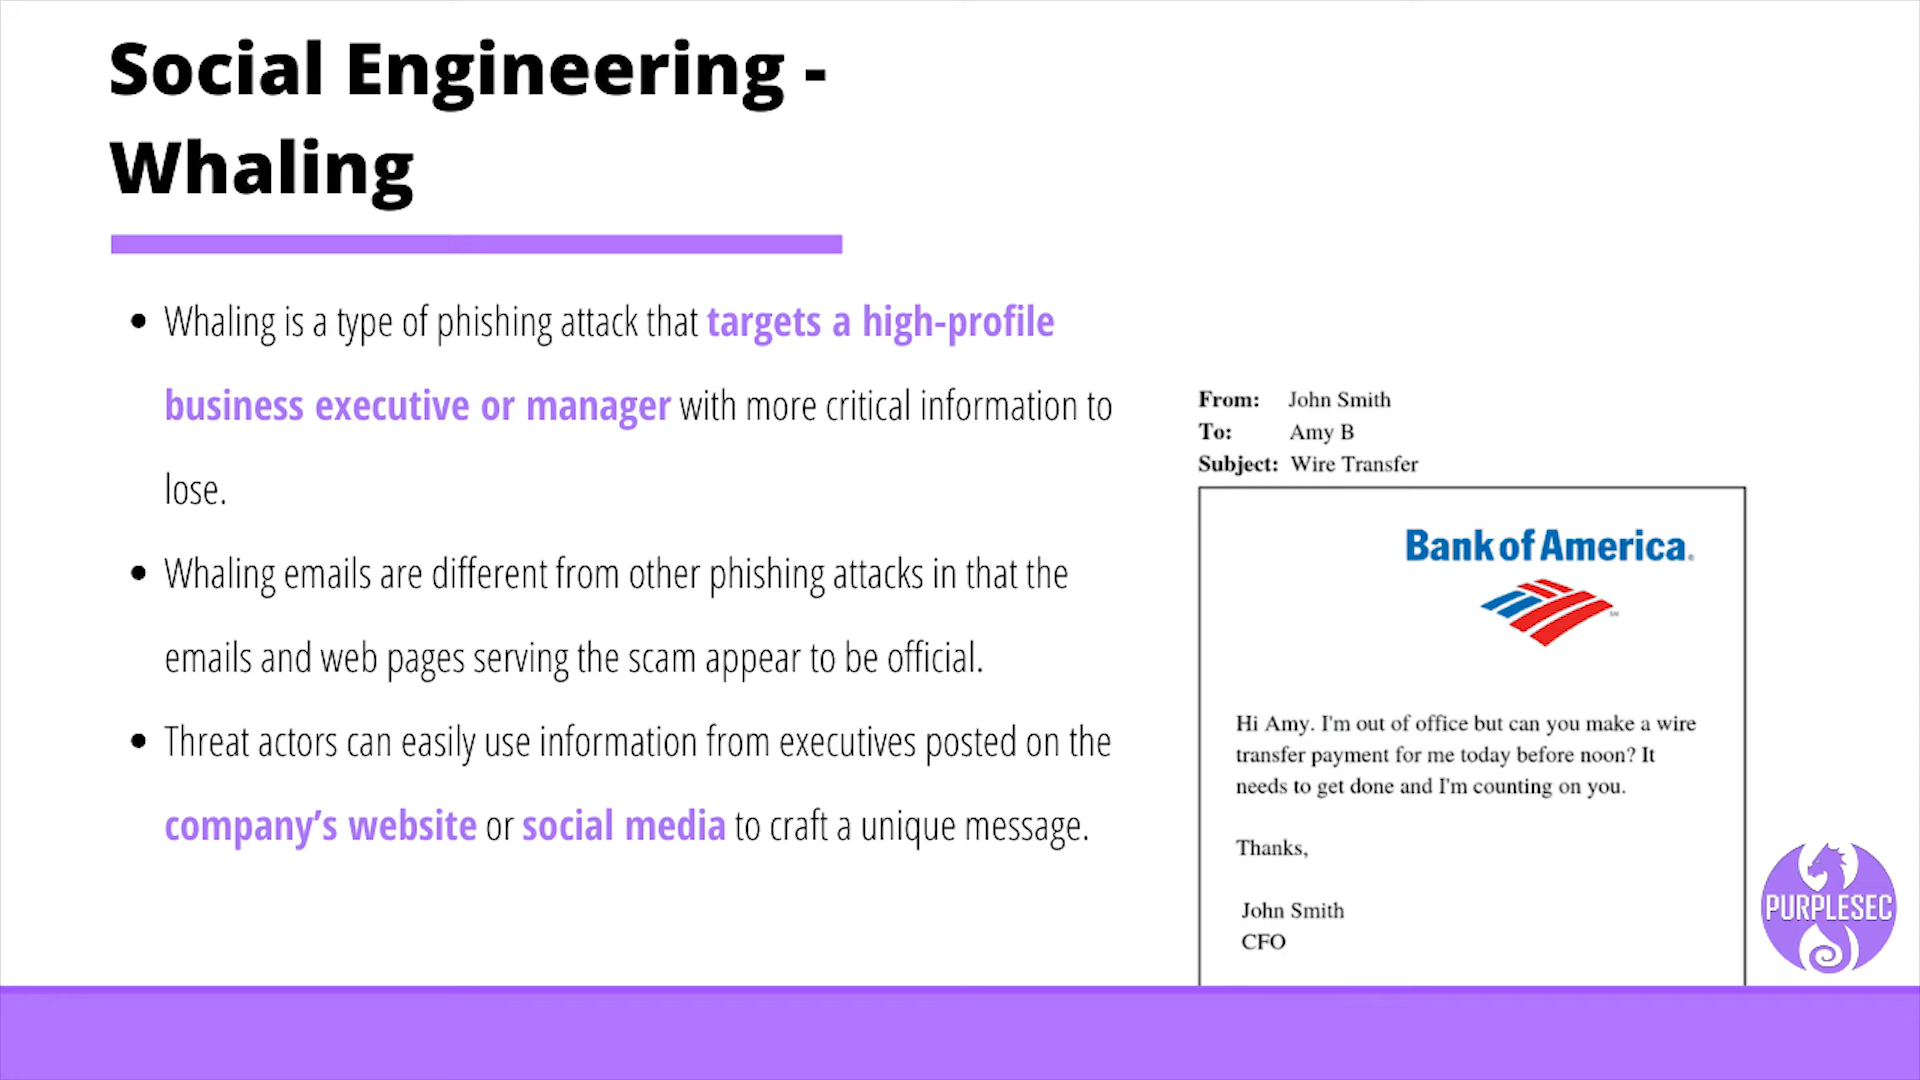 Social Engineering -
Whaling
• Whaling is a type of phishing attack that targets a high-profile
business executive or manager with more critical information to
lose.
• Whaling emails are different from other phishing attacks in that the
emails and web pages serving the scam appear to be official.
• Threat actors can easily use information from executives posted on the
company’s website or social media to craft a unique message.
From: John Smith
To: Amy B
Subject: Wire Transfer
Bank of America®
SM
Hi Amy. I'm out of office but can you make a wire
transfer payment for me today before noon? It
needs to get done and I'm counting on you.
Thanks,
John Smith
CFO
PURPLESEC